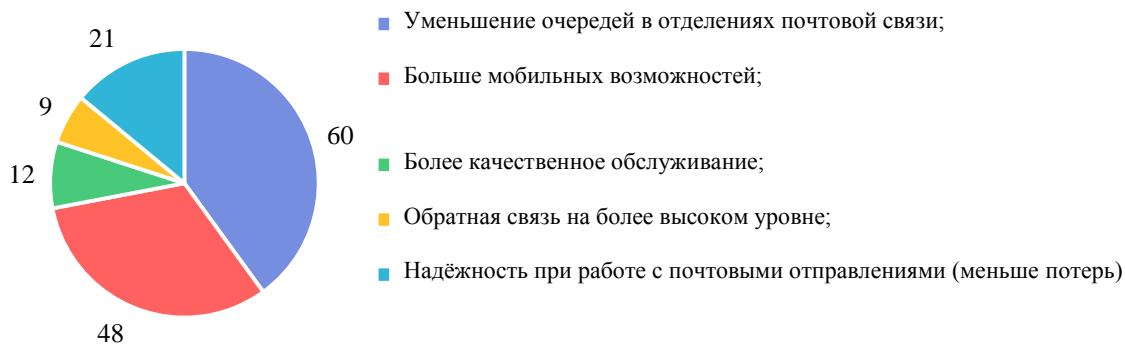 21
9
12
48
60
Уменьшение очередей в отделениях почтовой связи;
Больше мобильных возможностей;
Более качественное обслуживание;
Обратная связь на более высоком уровне;
Надёжность при работе с почтовыми отправлениями (меньше потерь)